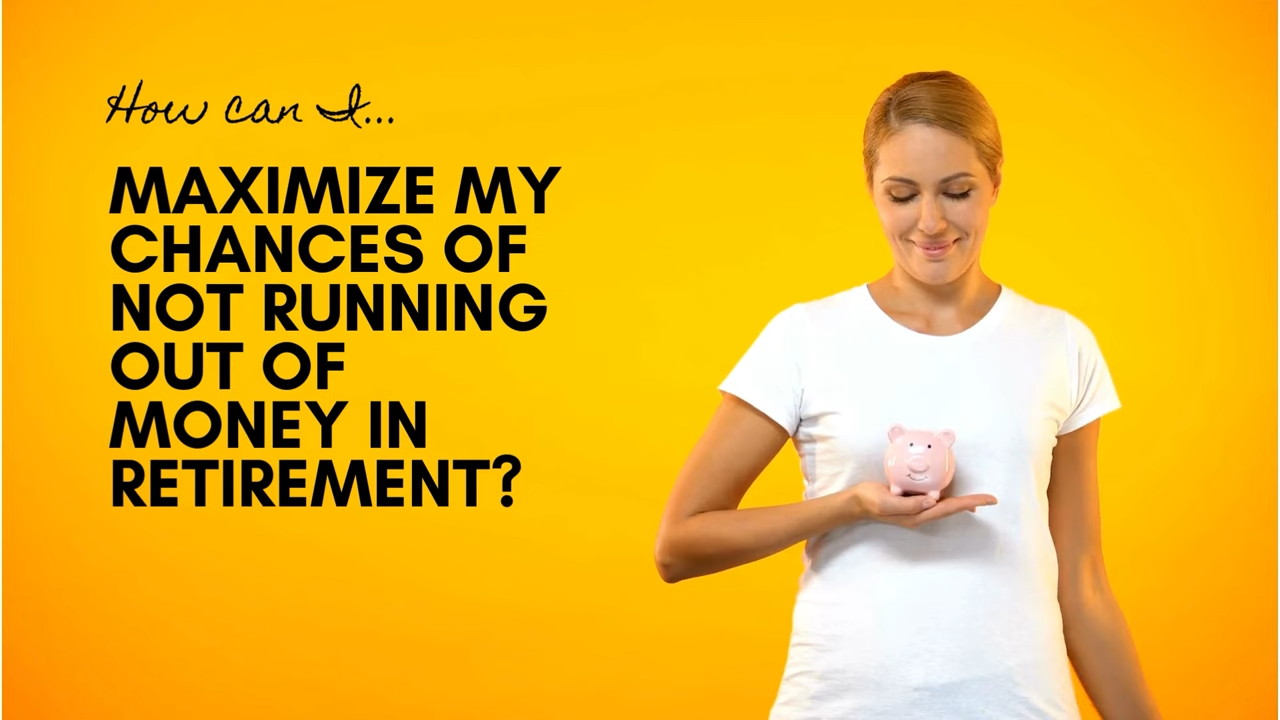 How can I...
MAXIMIZE MY
CHANCES OF
NOT RUNNING
OUT OF
MONEY IN
RETIREMENT?